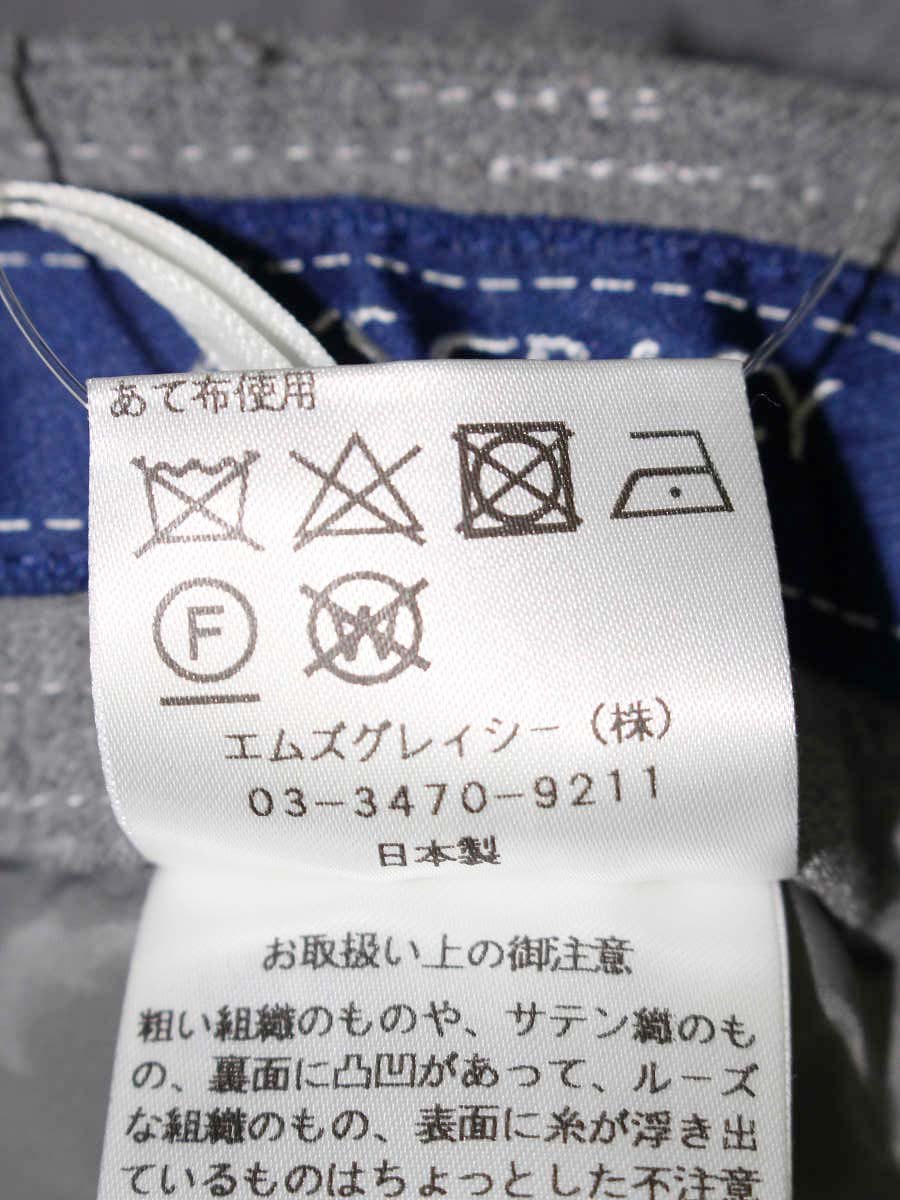 あて布使用
F
W
エムズグレイシー(株)
03-3470-9211
日本製
お取扱い上の御注意
粗い組織のものや、サテン織のも
の、裏面に凸凹があって、ルーズ
な組織のもの、表面に糸が浮き出
ているものはちょっとした不注意